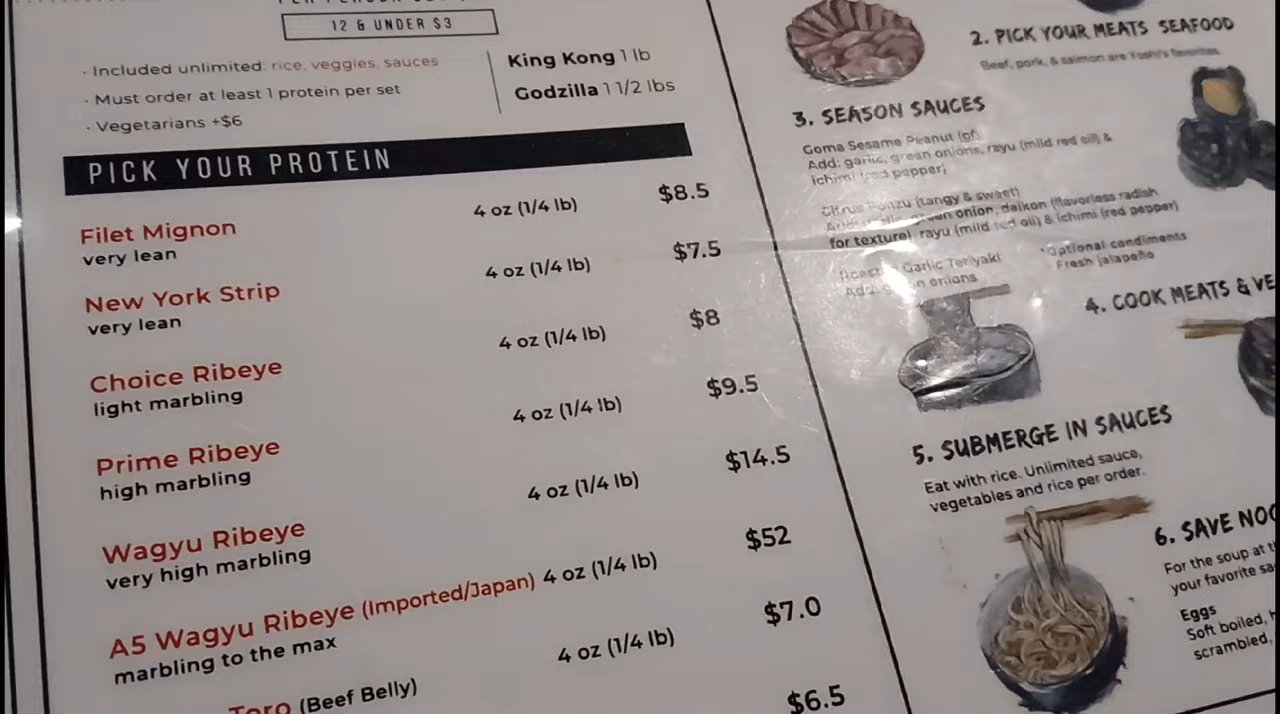 12 & UNDER $3
· Included unlimited: rice, veggies, sauces
· Must order at least 1 protein per set
· Vegetarians +$6
King Kong 1 lb
Godzilla 1 1/2 lbs
PICK YOUR PROTEIN
Filet Mignon 4 oz (1/4 lb) $8.5
very lean
New York Strip 4 oz (1/4 lb) $7.5
very lean
Choice Ribeye 4 oz (1/4 lb) $8
light marbling
Prime Ribeye 4 oz (1/4 lb) $9.5
high marbling
Wagyu Ribeye 4 oz (1/4 lb) $14.5
very high marbling
A5 Wagyu Ribeye (Imported/Japan) 4 oz (1/4 lb) $52
marbling to the max
Toro (Beef Belly) 4 oz (1/4 lb) $7.0
$6.5
2. PICK YOUR MEATS SEAFOOD
Beef, pork, & salmon are Yoshi's favorites
3. SEASON SAUCES
Goma Sesame Peanut (gf)
Add: garlic, green onions, rayu (mild red oil) &
ichimi (red pepper)
Citrus Ponzu (tangy & sweet)
green onion, daikon (flavorless radish
for texture), rayu (mild red oil) & ichimi (red pepper)
Roasted Garlic Teriyaki
Add: green onions
*Optional condiments
Fresh jalapeño
4. COOK MEATS & VE
5. SUBMERGE IN SAUCES
Eat with rice. Unlimited sauce,
vegetables and rice per order.
6. SAVE NOO
For the soup at th
your favorite sa
Eggs
Soft boiled, h
scrambled,